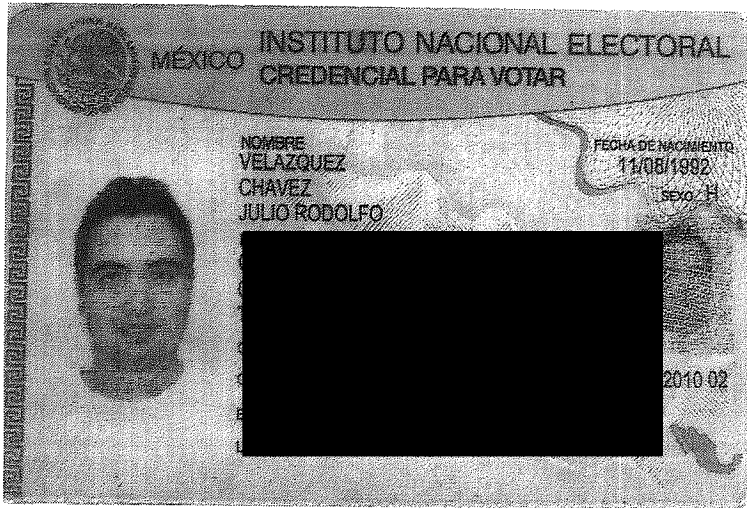 MÉXICO
INSTITUTO NACIONAL ELECTORAL
CREDENCIAL PARA VOTAR
NOMBRE
VELAZQUEZ
CHAVEZ
JULIO RODOLFO
FECHA DE NACIMIENTO
11/08/1992
SEXO H
2010 02